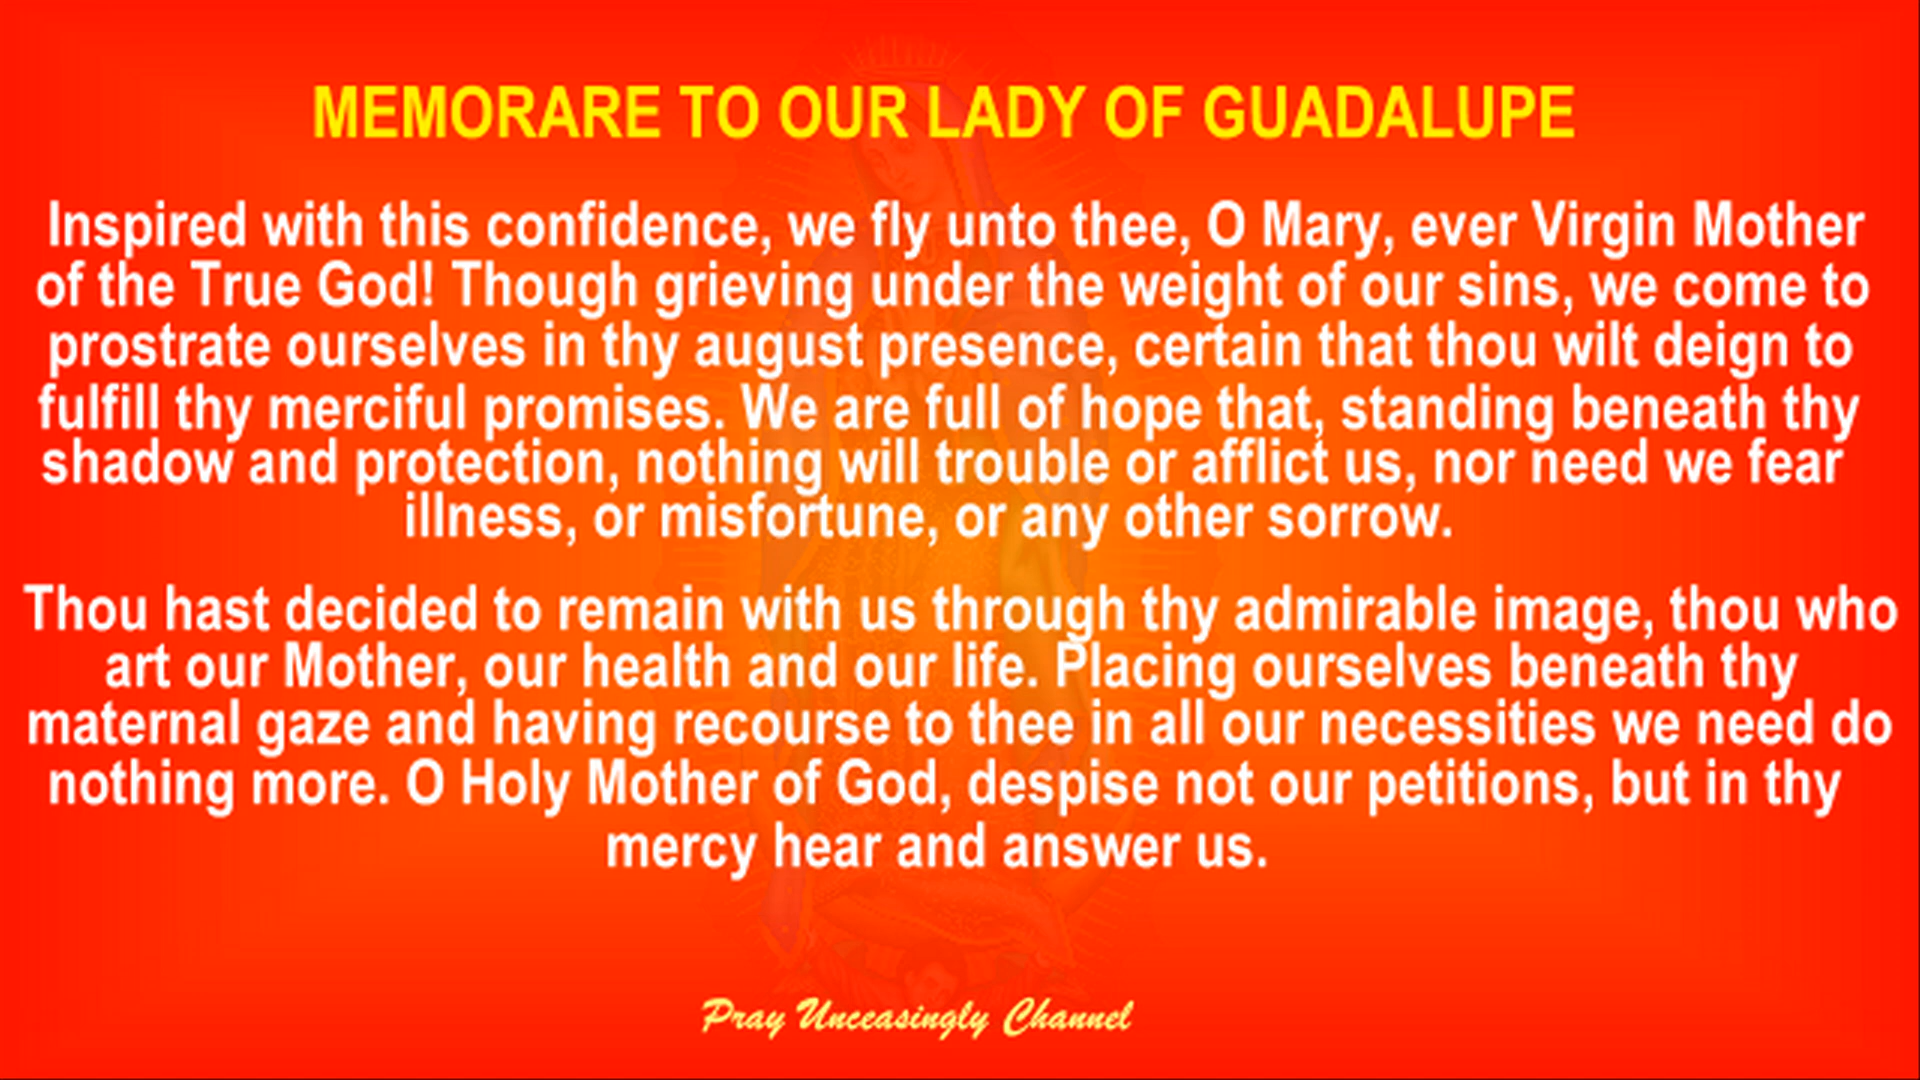 MEMORARE TO OUR LADY OF GUADALUPE
Inspired with this confidence, we fly unto thee, O Mary, ever Virgin Mother
of the True God! Though grieving under the weight of our sins, we come to
prostrate ourselves in thy august presence, certain that thou wilt deign to
fulfill thy merciful promises. We are full of hope that, standing beneath thy
shadow and protection, nothing will trouble or afflict us, nor need we fear
illness, or misfortune, or any other sorrow.
Thou hast decided to remain with us through thy admirable image, thou who
art our Mother, our health and our life. Placing ourselves beneath thy
maternal gaze and having recourse to thee in all our necessities we need do
nothing more. O Holy Mother of God, despise not our petitions, but in thy
mercy hear and answer us.
Pray Unceasingly Channel